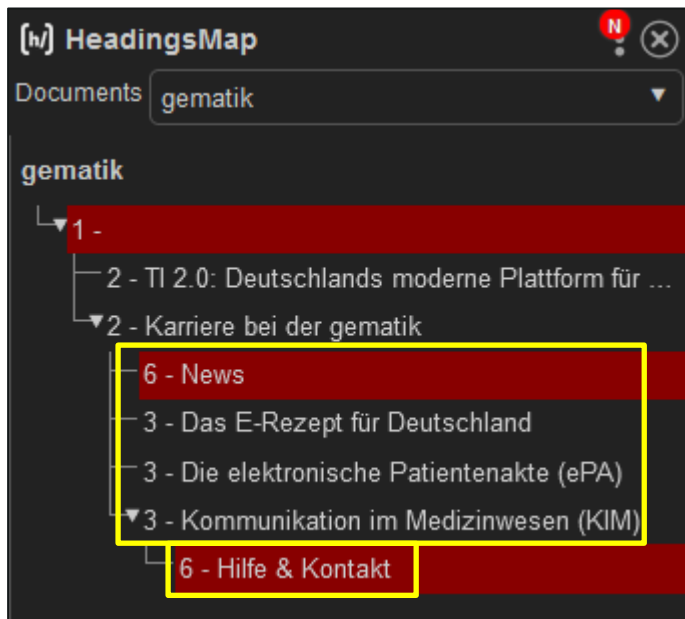 [h/] HeadingsMap
N
Documents gematik
gematik
1 -
2 - TI 2.0: Deutschlands moderne Plattform für ...
2 - Karriere bei der gematik
6 - News
3 - Das E-Rezept für Deutschland
3 - Die elektronische Patientenakte (ePA)
3 - Kommunikation im Medizinwesen (KIM)
6 - Hilfe & Kontakt